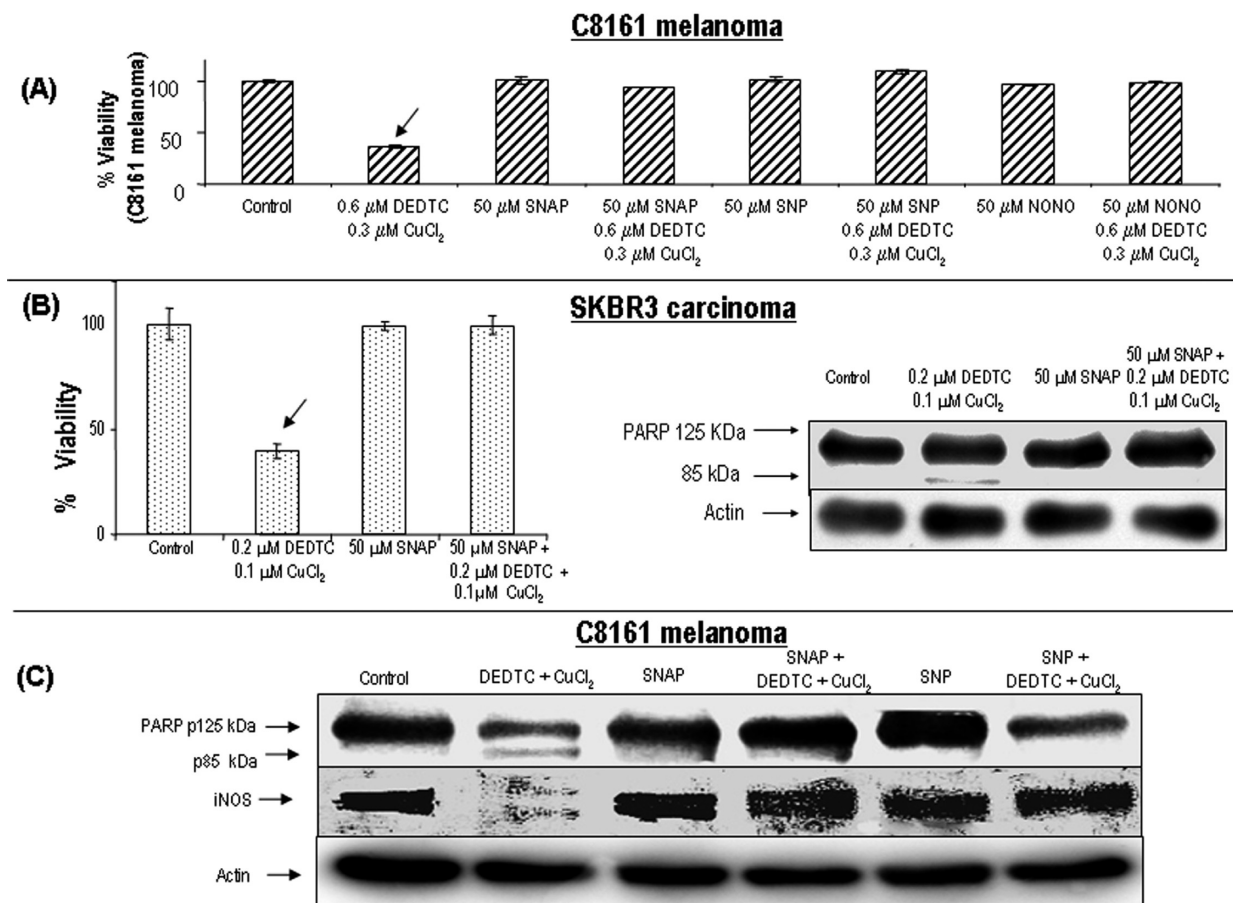 C8161 melanoma
(A)
% Viability
(C8161 melanoma)
100
50
0
Control
0.6 µM DEDTC
0.3 µM CuCl₂
50 µM SNAP
50 µM SNAP
0.6 µM DEDTC
0.3 µM CuCl₂
50 µM SNP
50 µM SNP
0.6 µM DEDTC
0.3 µM CuCl₂
50 µM NONO
50 µM NONO
0.6 µM DEDTC
0.3 µM CuCl₂
(B)
SKBR3 carcinoma
% Viability
100
50
0
Control
0.2 µM DEDTC
0.1 µM CuCl₂
50 µM SNAP
50 µM SNAP +
0.2 µM DEDTC +
0.1µM CuCl₂
Control
0.2 µM DEDTC
0.1 µM CuCl₂
50 µM SNAP
50 µM SNAP +
0.2 µM DEDTC
0.1 µM CuCl₂
PARP 125 KDa
85 kDa
Actin
C8161 melanoma
(C)
Control
DEDTC + CuCl₂
SNAP
SNAP +
DEDTC + CuCl₂
SNP
SNP +
DEDTC + CuCl₂
PARP p125 kDa
p85 kDa
iNOS
Actin